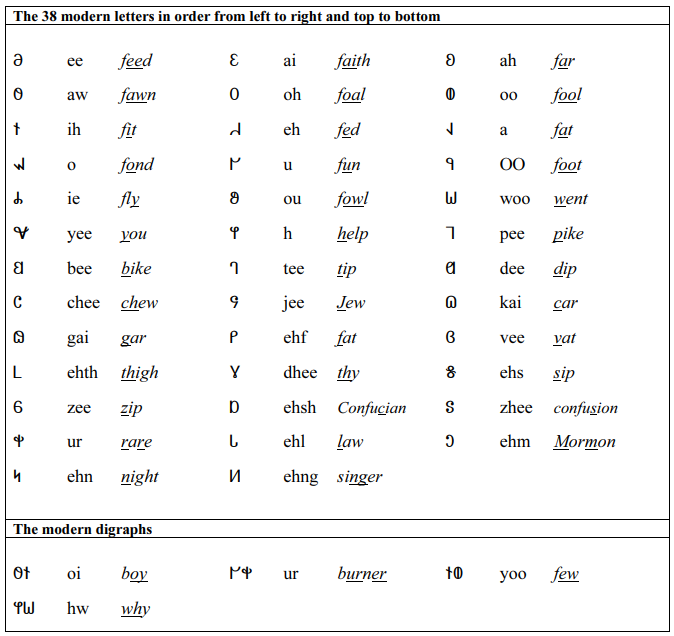 The 38 modern letters in order from left to right and top to bottom
𐐀 ee feed 𐐁 ai faith 𐐂 ah far
𐐃 aw fawn 𐐄 oh foal 𐐅 oo fool
𐐆 ih fit 𐐇 eh fed 𐐈 a fat
𐐉 o fond 𐐊 u fun 𐐋 OO foot
𐐌 ie fly 𐐍 ou fowl 𐐎 woo went
𐐏 yee you 𐐐 h help 𐐑 pee pike
𐐒 bee bike 𐐓 tee tip 𐐔 dee dip
𐐕 chee chew 𐐖 jee Jew 𐐗 kai car
𐐘 gai gar 𐐙 ehf fat 𐐚 vee vat
𐐛 ehth thigh 𐐜 dhee thy 𐐝 ehs sip
𐐞 zee zip 𐐟 ehsh Confucian 𐐠 zhee confusion
𐐡 ur rare 𐐢 ehl law 𐐣 ehm Mormon
𐐤 ehn night 𐐥 ehng singer
The modern digraphs
𐐃𐐆 oi boy 𐐊𐐡 ur burner 𐐆𐐅 yoo few
𐐐𐐎 hw why